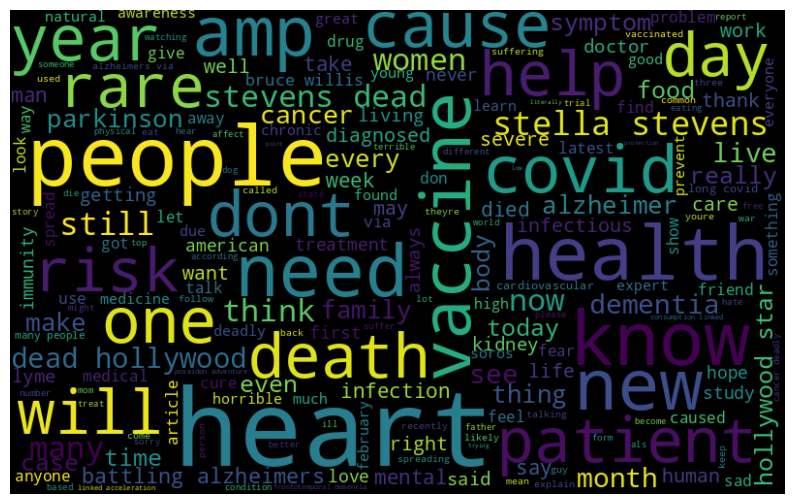 natural awareness great problem report
year amp cause symptom work
watching alzheimers via drug suffering vaccinated
someone give young doctor good
used well take women help day
rare bruce willis never food three
man stevens dead find everyone
parkinson away cancer living learn literally trial common thank
way physical eat hear chronic eating
look people affect diagnosed stella stevens
point terrible severe different low protection
every vaccine covid latest prevent live
die getting week don really
story called dog state theyre long covid free
still let found may died alzheimer care
spread due via infectious youre war something
immunity got top american treatment always body world show
risk according want need health
use talk lot cardiovascular expert friend
medicine follow high now dementia hate
make might deadly back suffer please
many people one think family today consumption linked
dead hollywood poseidon adventure first kidney soros fear know hollywood star
lyme medical death even see life hope cancer deadly
number mom cure infection thing study
will treat article horrible much feel new
come sorry person better ill recently father caused become
many spreading february right likely talking form als keep patient
case time heart trying say guy sad
anyone battling alzheimers love mental said month human
based linked acceleration condition frontotemporal dementia mean explain